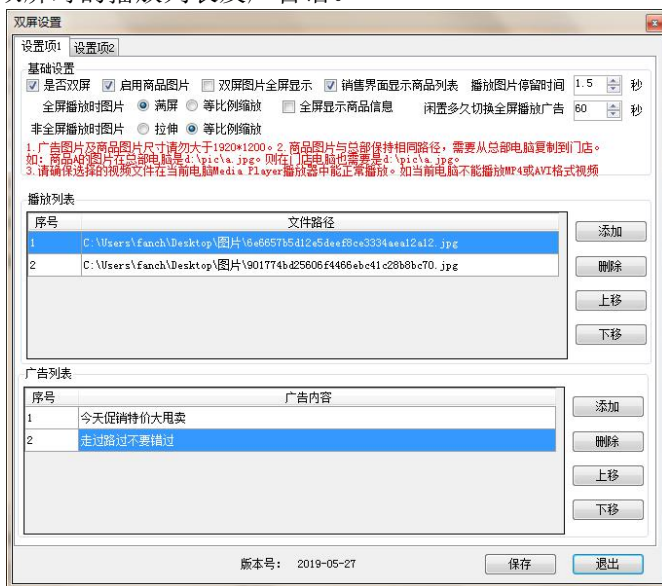 双屏设置
设置项1 设置项2
基础设置
是否双屏 启用商品图片 双屏图片全屏显示 销售界面显示商品列表 播放图片停留时间 1.5 秒
全屏播放时图片 满屏 等比例缩放 全屏显示商品信息 闲置多久切换全屏播放广告 60 秒
非全屏播放时图片 拉伸 等比例缩放
1.广告图片及商品图片尺寸请勿大于1920*1200。2.商品图片与总部保持相同路径，需要从总部电脑复制到门店。
如：商品A的图片在总部电脑是d:\pic\a.jpg。则在门店电脑也需要是d:\pic\a.jpg。
3.请确保选择的视频文件在当前电脑Media Player播放器中能正常播放。如当前电脑不能播放MP4或AVI格式视频
播放列表
序号 文件路径
1 C:\Users\fanch\Desktop\图片\6e6657b5d12e5deef8ce3334aea12a12.jpg
2 C:\Users\fanch\Desktop\图片\901774bd25606f4466ebc41c28b8bc70.jpg
添加
删除
上移
下移
广告列表
序号 广告内容
1 今天促销特价大甩卖
2 走过路过不要错过
添加
删除
上移
下移
版本号： 2019-05-27 保存 退出